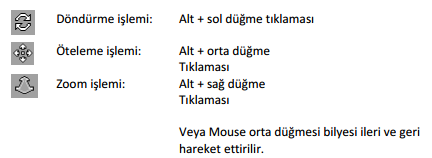 Döndürme işlemi: Alt + sol düğme tıklaması
Öteleme işlemi: Alt + orta düğme
Tıklaması
Zoom işlemi: Alt + sağ düğme
Tıklaması
Veya Mouse orta düğmesi bilyesi ileri ve geri
hareket ettirilir.